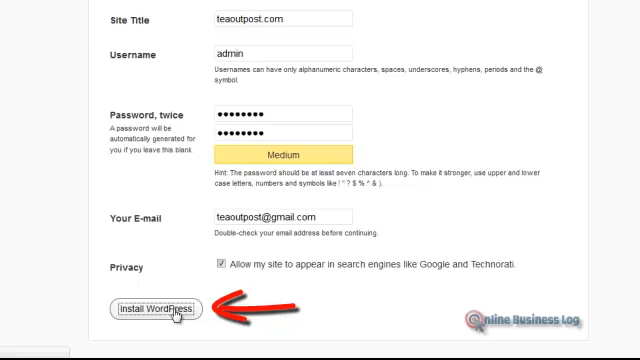 Site Title
teaoutpost.com
Username
admin
Usernames can have only alphanumeric characters, spaces, underscores, hyphens, periods and the @
symbol.
Password, twice
A password will be
automatically generated for
you if you leave this blank.
●●●●●●●●
●●●●●●●●
Medium
Hint: The password should be at least seven characters long. To make it stronger, use upper and lower
case letters, numbers and symbols like ! " ? $ % ^ & ).
Your E-mail
teaoutpost@gmail.com
Double-check your email address before continuing.
Privacy
Allow my site to appear in search engines like Google and Technorati.
Install WordPress
Online Business Log